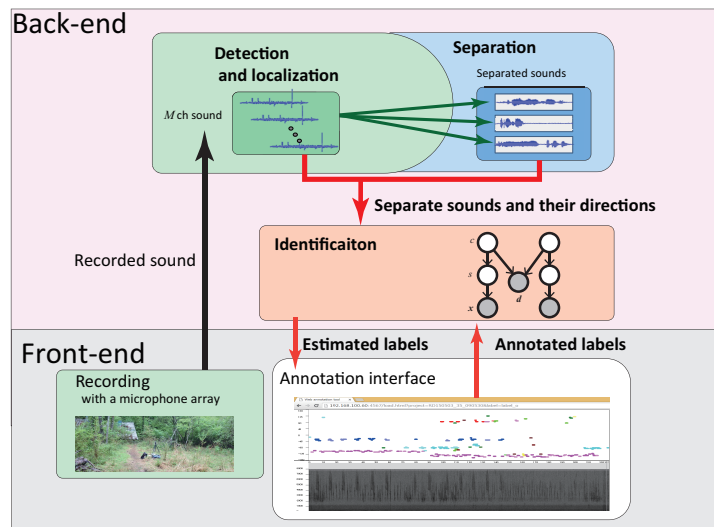 Back-end
Detection
and localization
Separation
Separated sounds
M ch sound
Separate sounds and their directions
Identificaiton
c
s
x
d
Recorded sound
Estimated labels
Annotated labels
Front-end
Recording
with a microphone array
Annotation interface